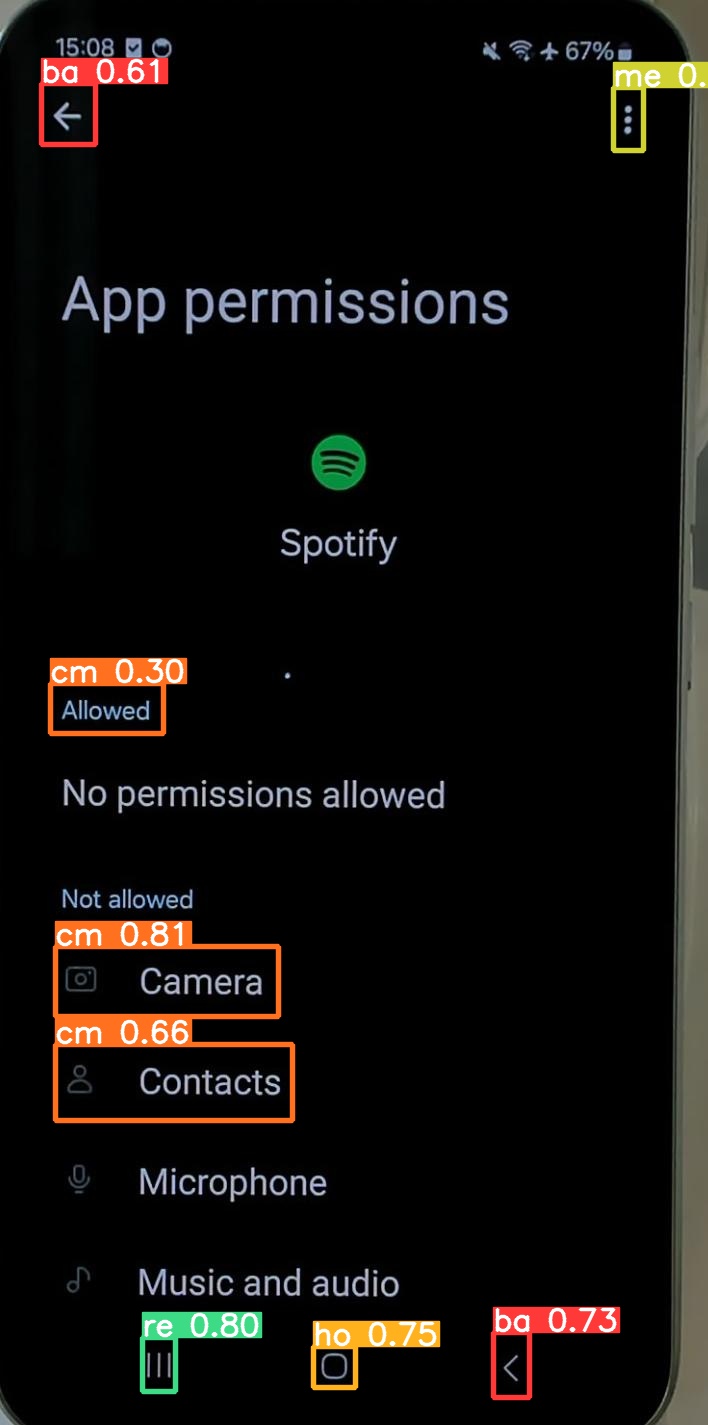 15:08 67%
ba 0.61 me 0.
App permissions
Spotify
cm 0.30
Allowed
No permissions allowed
Not allowed
cm 0.81
Camera
cm 0.66
Contacts
Microphone
Music and audio
re 0.80 ho 0.75 ba 0.73